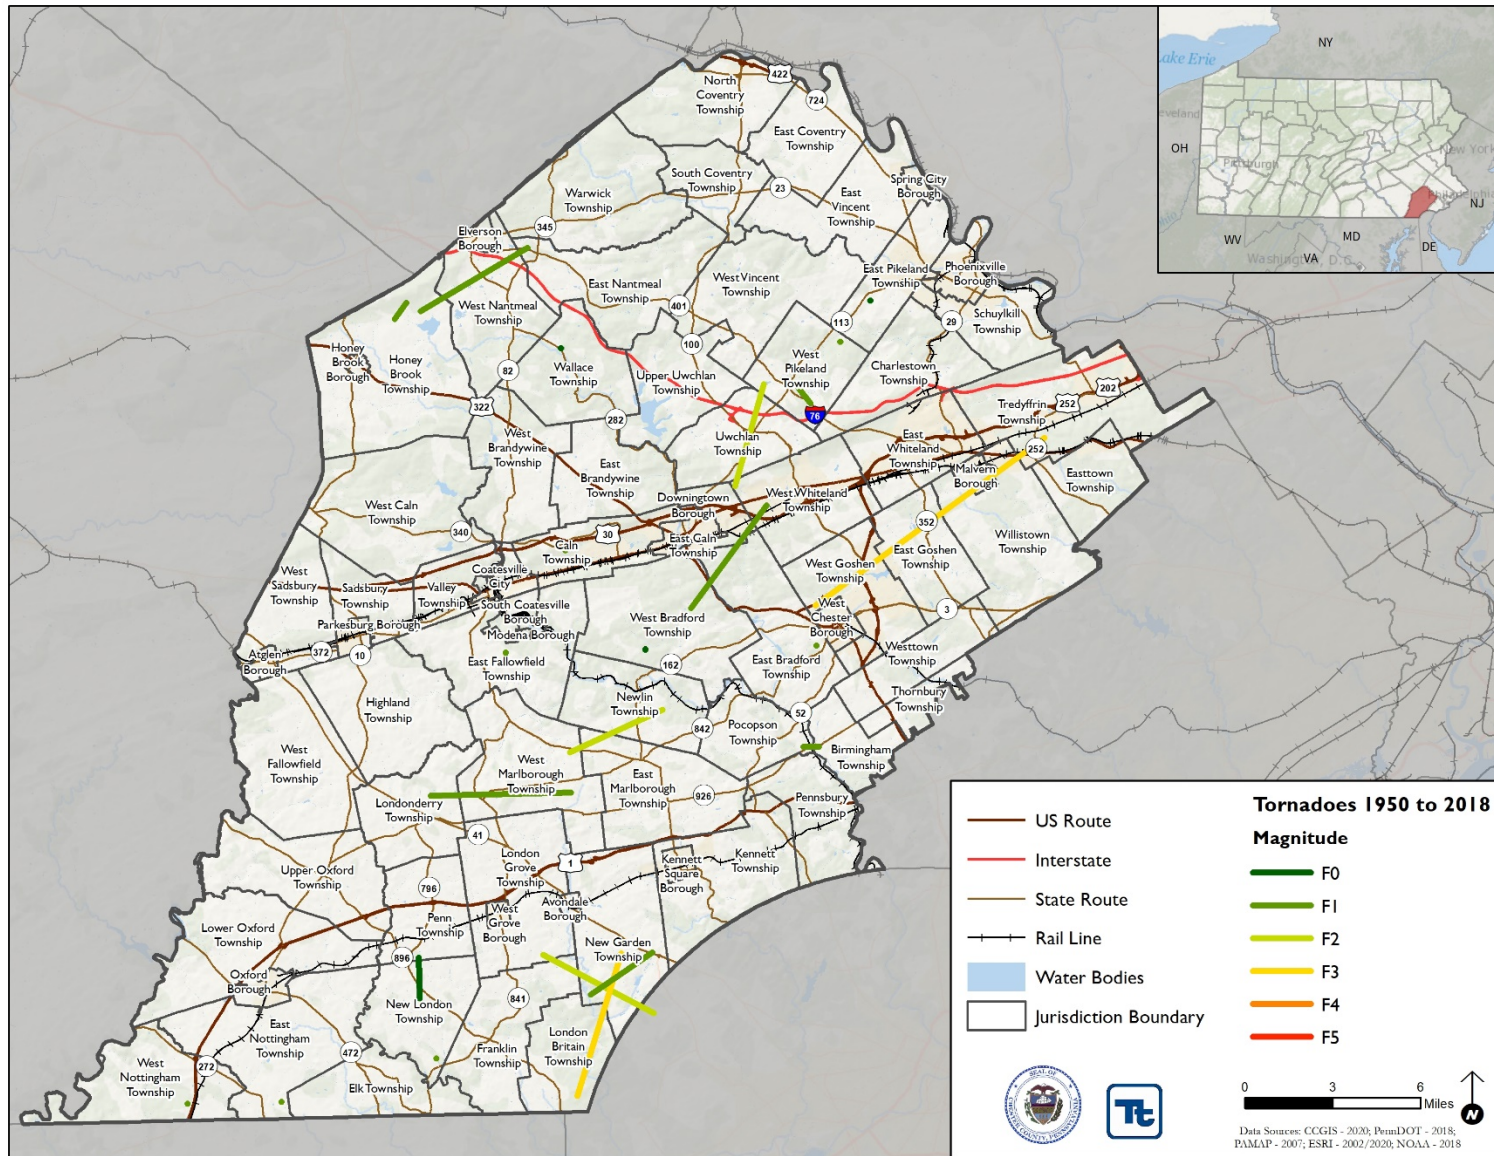 North
Coventry
Township
422
724
East Coventry
Township
South Coventry
Township
23
Spring City
Borough
Warwick
Township
East
Vincent
Township
345
Elverson
Borough
West Vincent
Township
East Pikeland
Township
Phoenixville
Borough
East Nantmeal
Township
West Nantmeal
Township
401
113
29
Schuylkill
Township
100
Honey
Brook
Borough
Honey
Brook
Township
82
Wallace
Township
Upper Uwchlan
Township
West
Pikeland
Township
Charlestown
Township
202
252
322
282
76
Tredyffrin
Township
West
Brandywine
Township
Uwchlan
Township
East
Whiteland
Township
252
Malvern
Borough
Easttown
Township
East
Brandywine
Township
West Caln
Township
Downingtown
Borough
West Whiteland
Township
340
30
352
Caln
Township
East Caln
Township
East Goshen
Township
Willistown
Township
West
Sadsbury
Township
Sadsbury
Township
Valley
Township
Coatesville
City
West Goshen
Township
South Coatesville
Borough
Modena Borough
Parkesburg Borough
West Bradford
Township
West
Chester
Borough
3
Atglen
Borough
372
10
East Fallowfield
Township
162
East Bradford
Township
Westtown
Township
Thornbury
Township
Highland
Township
Newlin
Township
52
842
Pocopson
Township
Birmingham
Township
West
Fallowfield
Township
West
Marlborough
Township
East
Marlborough
Township
926
Pennsbury
Township
Londonderry
Township
41
1
London
Grove
Township
Kennett
Square
Borough
Kennett
Township
Upper Oxford
Township
796
Penn
Township
West
Grove
Borough
Avondale
Borough
Lower Oxford
Township
New Garden
Township
896
Oxford
Borough
New London
Township
841
East
Nottingham
Township
London
Britain
Township
472
Franklin
Township
272
West
Nottingham
Township
Elk Township
Lake Erie
NY
OH
Pittsburgh
New York
Philadelphia
NJ
WV
MD
DE
VA
Washington, D.C.
US Route
Interstate
State Route
Rail Line
Water Bodies
Jurisdiction Boundary
Tornadoes 1950 to 2018
Magnitude
F0
F1
F2
F3
F4
F5
SEAL OF
CHESTER COUNTY, PENNSYLVANIA
Tt
0 3 6
Miles
N
Data Sources: CCGIS - 2020; PennDOT - 2018;
PAMAP - 2007; ESRI - 2002/2020; NOAA - 2018